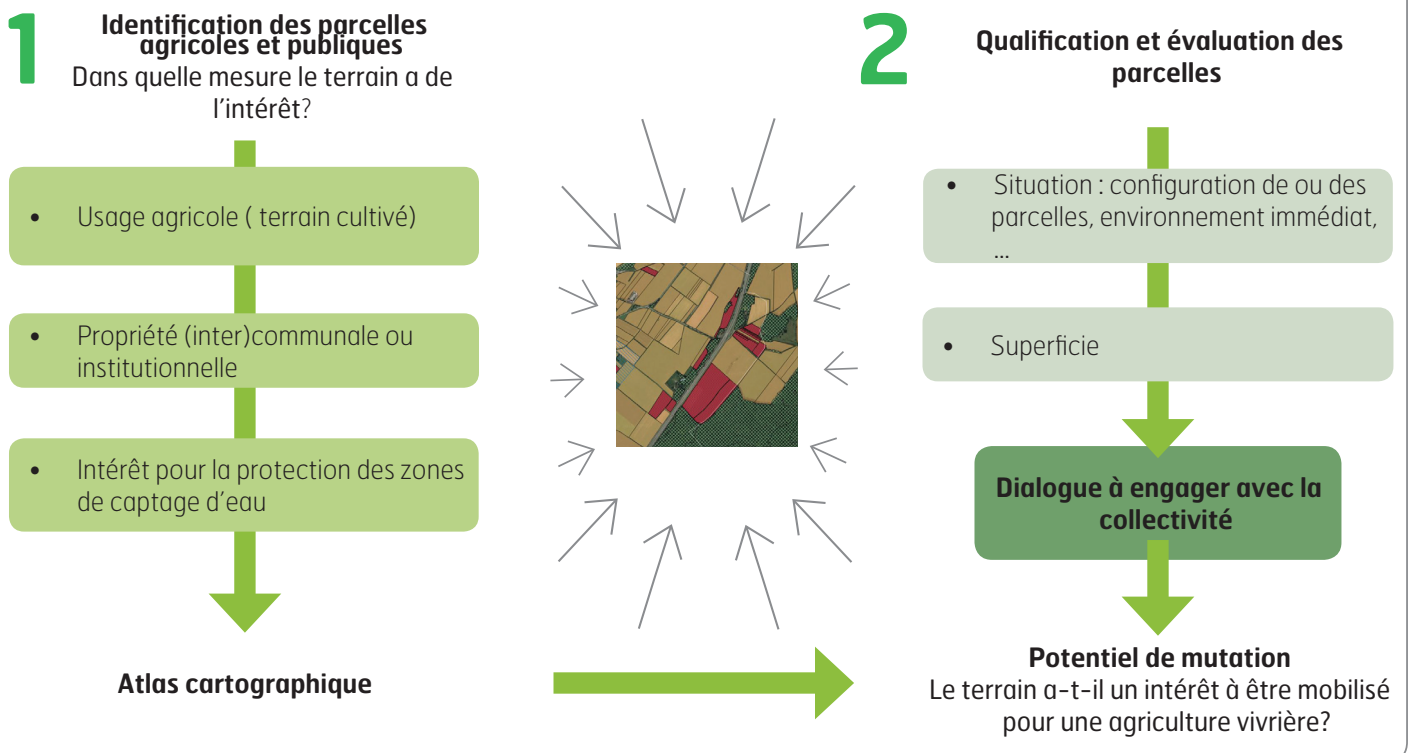 1
Identification des parcelles
agricoles et publiques
Dans quelle mesure le terrain a de
l'intérêt?
• Usage agricole ( terrain cultivé)
• Propriété (inter)communale ou
institutionnelle
• Intérêt pour la protection des zones
de captage d'eau
Atlas cartographique
2
Qualification et évaluation des
parcelles
• Situation : configuration de ou des
parcelles, environnement immédiat,
...
• Superficie
Dialogue à engager avec la
collectivité
Potentiel de mutation
Le terrain a-t-il un intérêt à être mobilisé
pour une agriculture vivrière?